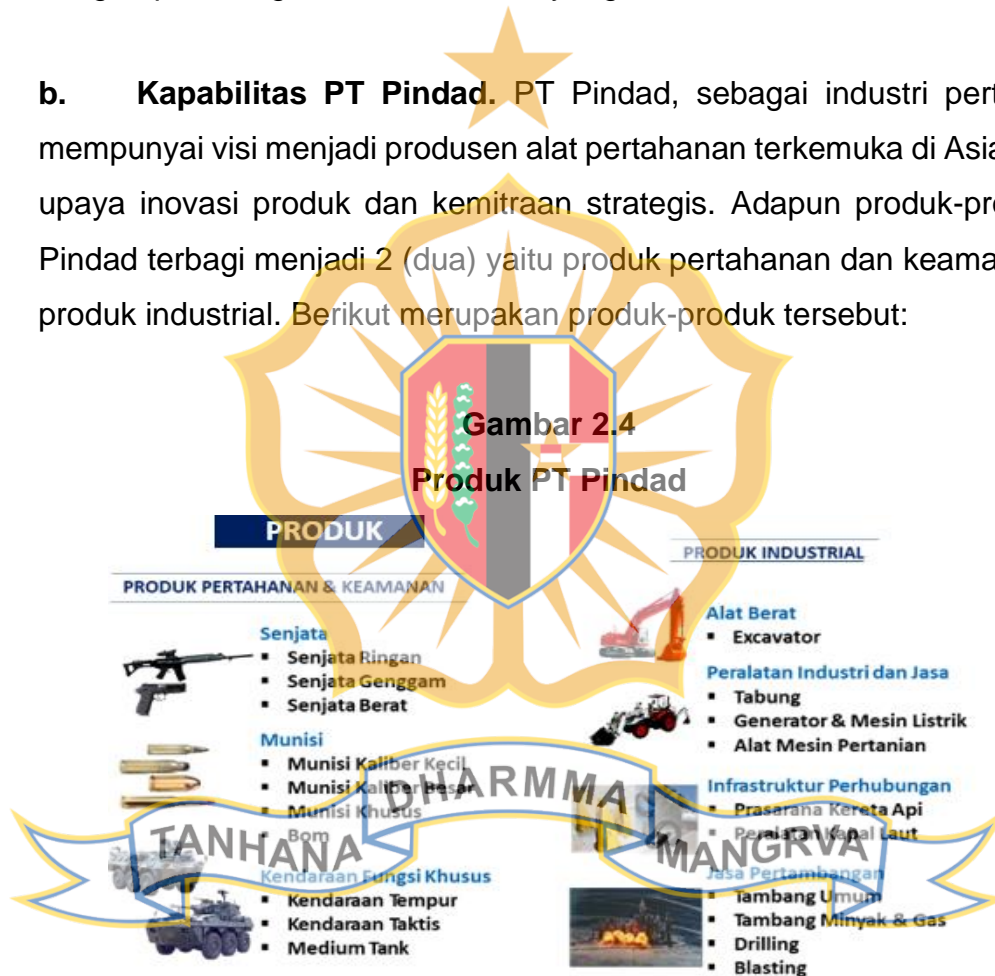 b. Kapabilitas PT Pindad. PT Pindad, sebagai industri
mempunyai visi menjadi produsen alat pertahanan terkemuka di Asia
upaya inovasi produk dan kemitraan strategis. Adapun
Pindad terbagi menjadi 2 (dua) yaitu produk pertahanan dan
produk industrial. Berikut merupakan produk-produk tersebut:
Gambar 2.4
Produk PT Pindad
PRODUK
PRODUK PERTAHANAN & KEAMANAN
Senjata
▪ Senjata Ringan
▪ Senjata Genggam
▪ Senjata Berat
Munisi
▪ Munisi Kaliber Kecil
▪ Munisi Kaliber Besar
▪ Munisi Khusus
▪ Bom
Kendaraan Fungsi Khusus
▪ Kendaraan Tempur
▪ Kendaraan Taktis
▪ Medium Tank
PRODUK INDUSTRIAL
Alat Berat
▪ Excavator
Peralatan Industri dan Jasa
▪ Tabung
▪ Generator & Mesin Listrik
▪ Alat Mesin Pertanian
Infrastruktur Perhubungan
▪ Prasarana Kereta Api
▪ Peralatan Kapal Laut
Jasa Pertambangan
▪ Tambang Umum
▪ Tambang Minyak & Gas
▪ Drilling
▪ Blasting
TANHANA DHARMMA MANGRVA